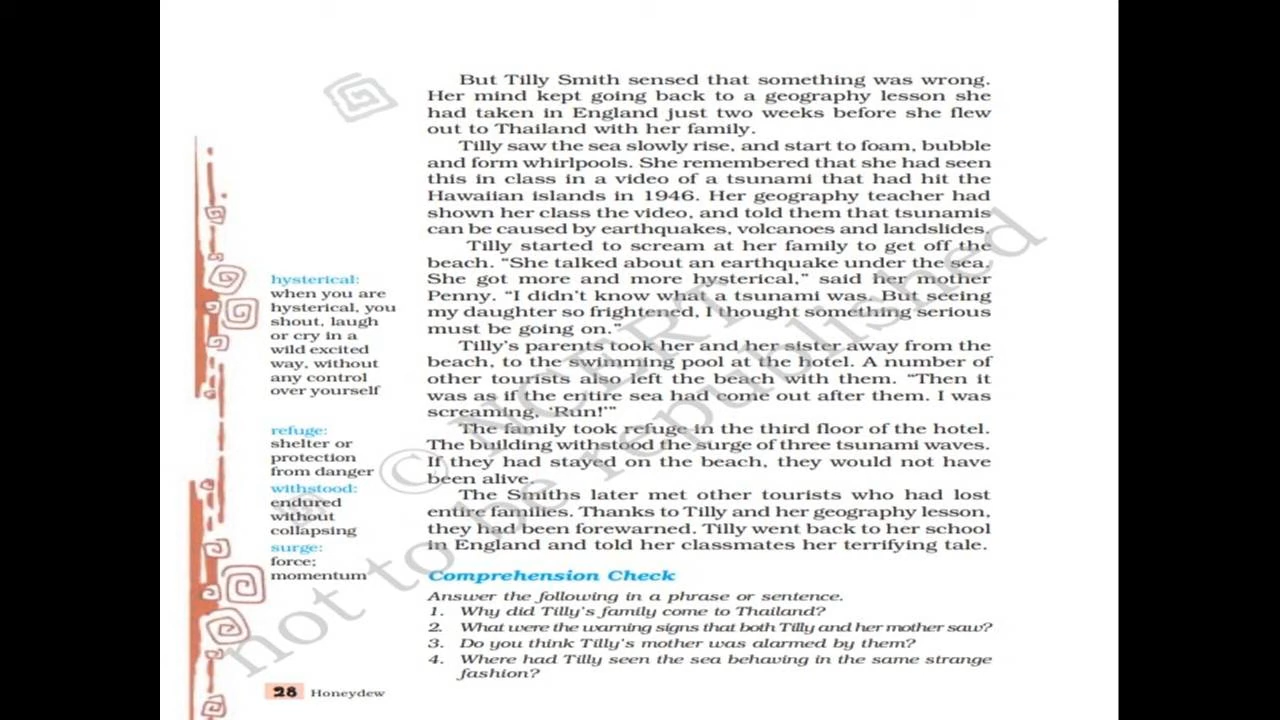 But Tilly Smith sensed that something was wrong.
Her mind kept going back to a geography lesson she
had taken in England just two weeks before she flew
out to Thailand with her family.
Tilly saw the sea slowly rise, and start to foam, bubble
and form whirlpools. She remembered that she had seen
this in class in a video of a tsunami that had hit the
Hawaiian islands in 1946. Her geography teacher had
shown her class the video, and told them that tsunamis
can be caused by earthquakes, volcanoes and landslides.
Tilly started to scream at her family to get off the
beach. “She talked about an earthquake under the sea.
She got more and more hysterical,” said her mother
Penny. “I didn’t know what a tsunami was. But seeing
my daughter so frightened, I thought something serious
must be going on.”
Tilly’s parents took her and her sister away from the
beach, to the swimming pool at the hotel. A number of
other tourists also left the beach with them. “Then it
was as if the entire sea had come out after them. I was
screaming, ‘Run!’”
The family took refuge in the third floor of the hotel.
The building withstood the surge of three tsunami waves.
If they had stayed on the beach, they would not have
been alive.
The Smiths later met other tourists who had lost
entire families. Thanks to Tilly and her geography lesson,
they had been forewarned. Tilly went back to her school
in England and told her classmates her terrifying tale.
hysterical:
when you are
hysterical, you
shout, laugh
or cry in a
wild excited
way, without
any control
over yourself
refuge:
shelter or
protection
from danger
withstood:
endured
without
collapsing
surge:
force;
momentum
Comprehension Check
Answer the following in a phrase or sentence.
1. Why did Tilly’s family come to Thailand?
2. What were the warning signs that both Tilly and her mother saw?
3. Do you think Tilly’s mother was alarmed by them?
4. Where had Tilly seen the sea behaving in the same strange
fashion?
28 Honeydew
© NCERT
not to be republished